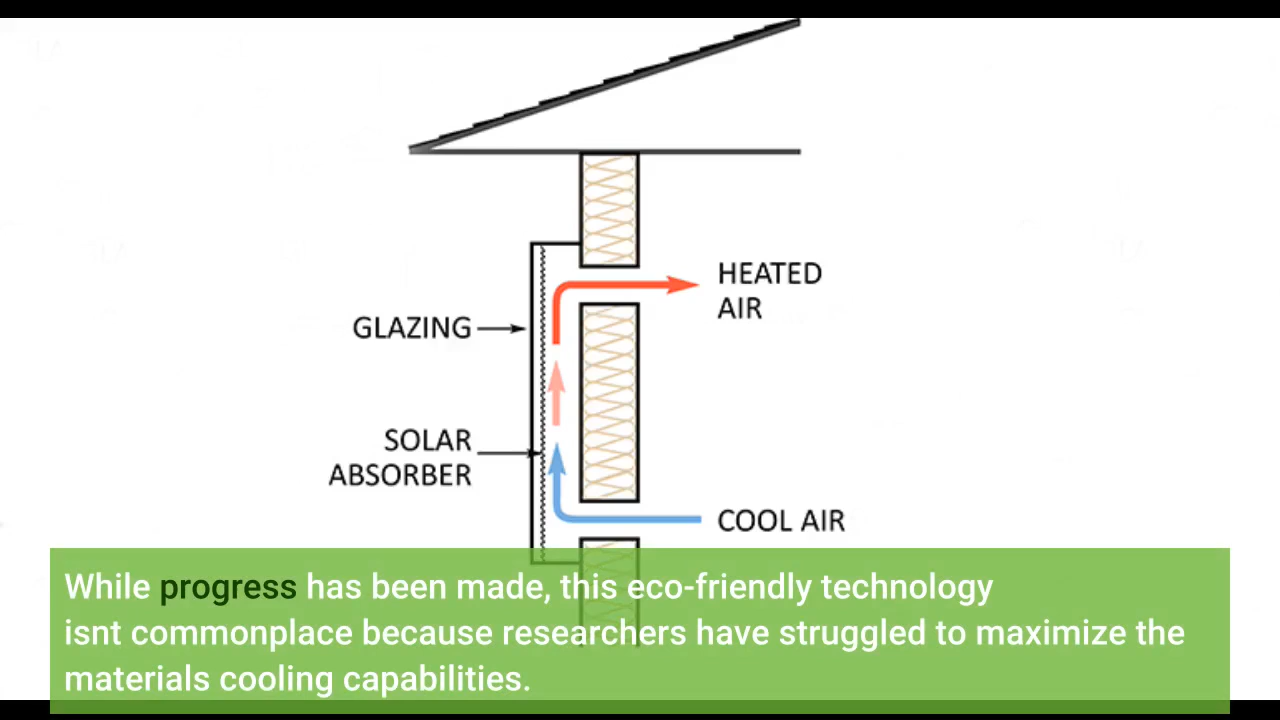 HEATED
AIR
GLAZING
SOLAR
ABSORBER
COOL AIR
While progress has been made, this eco-friendly technology
isnt commonplace because researchers have struggled to maximize the
materials cooling capabilities.